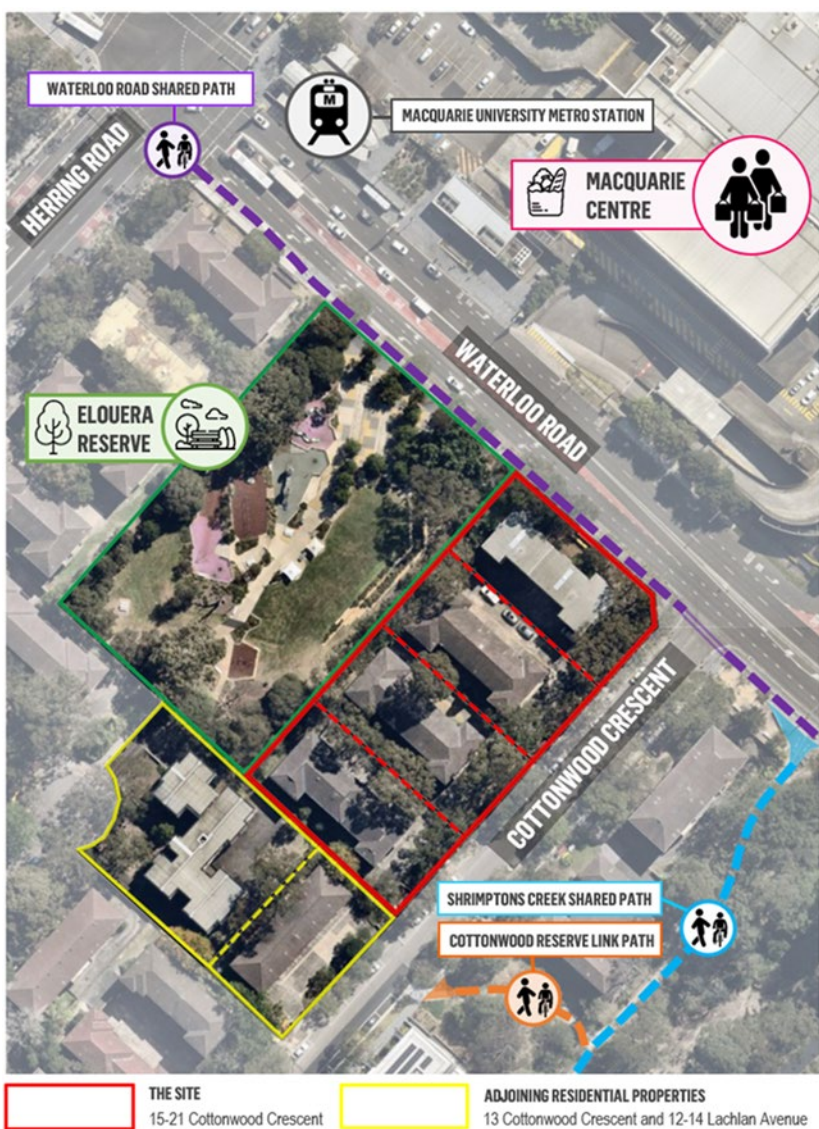 WATERLOO ROAD SHARED PATH
M
MACQUARIE UNIVERSITY METRO STATION
HERRING ROAD
MACQUARIE
CENTRE
WATERLOO ROAD
ELOUERA
RESERVE
COTTONWOOD CRESCENT
SHRIMPTONS CREEK SHARED PATH
COTTONWOOD RESERVE LINK PATH
THE SITE
15-21 Cottonwood Crescent
ADJOINING RESIDENTIAL PROPERTIES
13 Cottonwood Crescent and 12-14 Lachlan Avenue